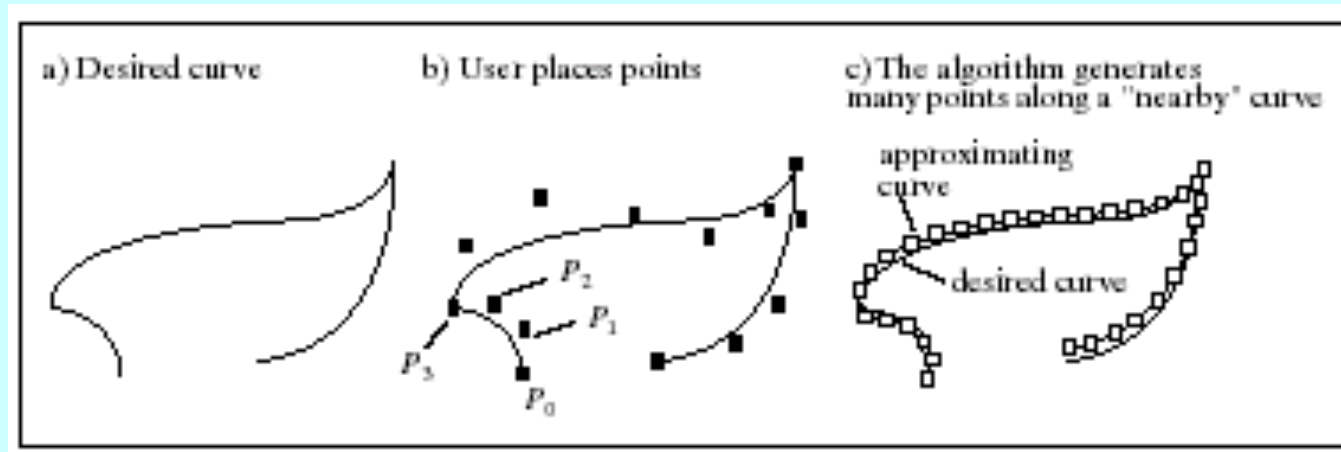 a) Desired curve
b) User places points
c) The algorithm generates
many points along a "nearby" curve
approximating
curve
desired curve
P2
P1
P3
P0